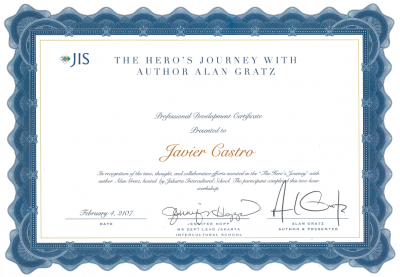 JIS
THE HERO'S JOURNEY WITH
AUTHOR ALAN GRATZ
Professional Development Certificate
Presented to
Javier Castro
In recognition of the time, thought, and collaborative efforts invested in the "The Hero's Journey" with
author Alan Gratz, hosted by Jakarta Intercultural School. The participant completed this two-hour
workshop.
February 4, 2107
DATE
JENNIFER HOPP
MS DEPT LEAD JAKARTA
INTERCULTURAL SCHOOL
ALAN GRATZ
AUTHOR & PRESENTER